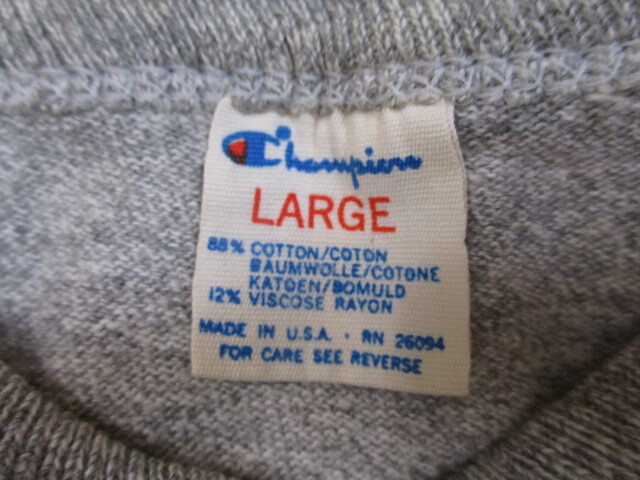 Champion
LARGE
88% COTTON/COTON
BAUMWOLLE/COTONE
KATOEN/BOMULD
12% VISCOSE RAYON
MADE IN U.S.A. · RN 26094
FOR CARE SEE REVERSE